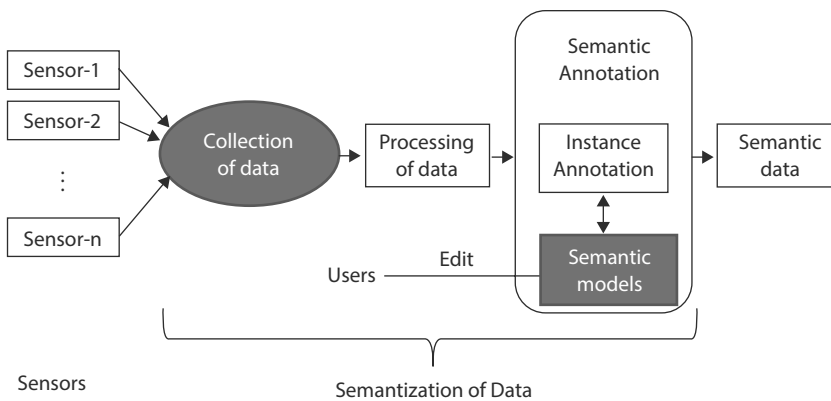 Sensor-1
Sensor-2
⋮
Sensor-n
Collection
of data
Processing
of data
Semantic
Annotation
Instance
Annotation
Semantic
models
Semantic
data
Users
Edit
Sensors
Semantization of Data